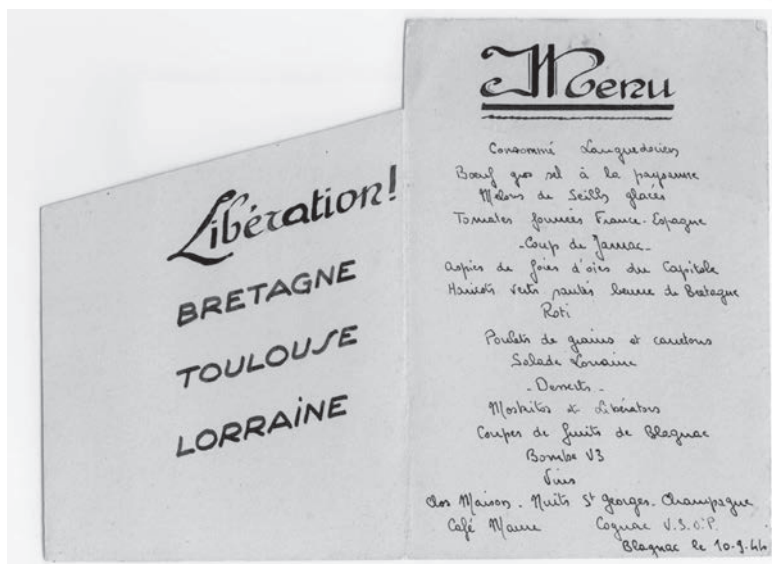 Libération!
BRETAGNE
TOULOUSE
LORRAINE
Menu
Consommé Languedocien
Boeuf gros sel à la paysanne
Melons de Seilh glacés
Tomates fourrées France-Espagne
- Coup de Jarnac -
Aspics de foies d'oies du Capitole
Haricots verts sautés beurre de Bretagne
Roti
Poulets de grains et canetons
Salade Lorraine
- Desserts -
Moskitos et Libérators
Coupes de fruits de Blagnac
Bombe V3
Vins
Clos Maison - Nuits St Georges - Champagne
Café Maure Cognac V.S.O.P.
Blagnac le 10-9-44